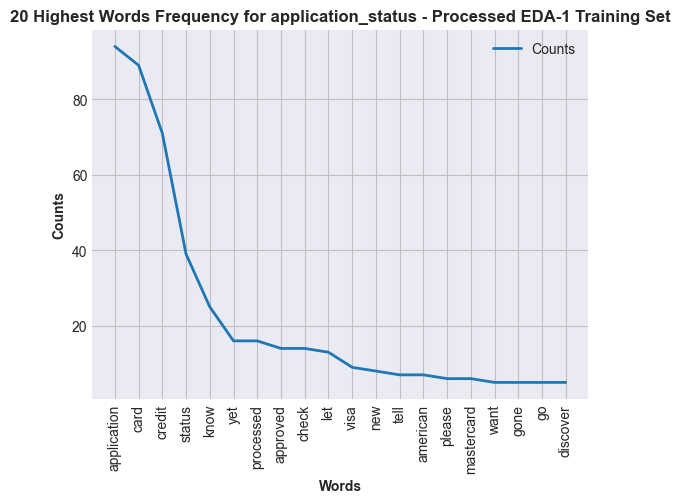 20 Highest Words Frequency for application_status - Processed EDA-1 Training Set
Counts
Counts
80
60
40
20
application
card
credit
status
know
yet
processed
approved
check
let
visa
new
tell
american
please
mastercard
want
gone
go
discover
Words